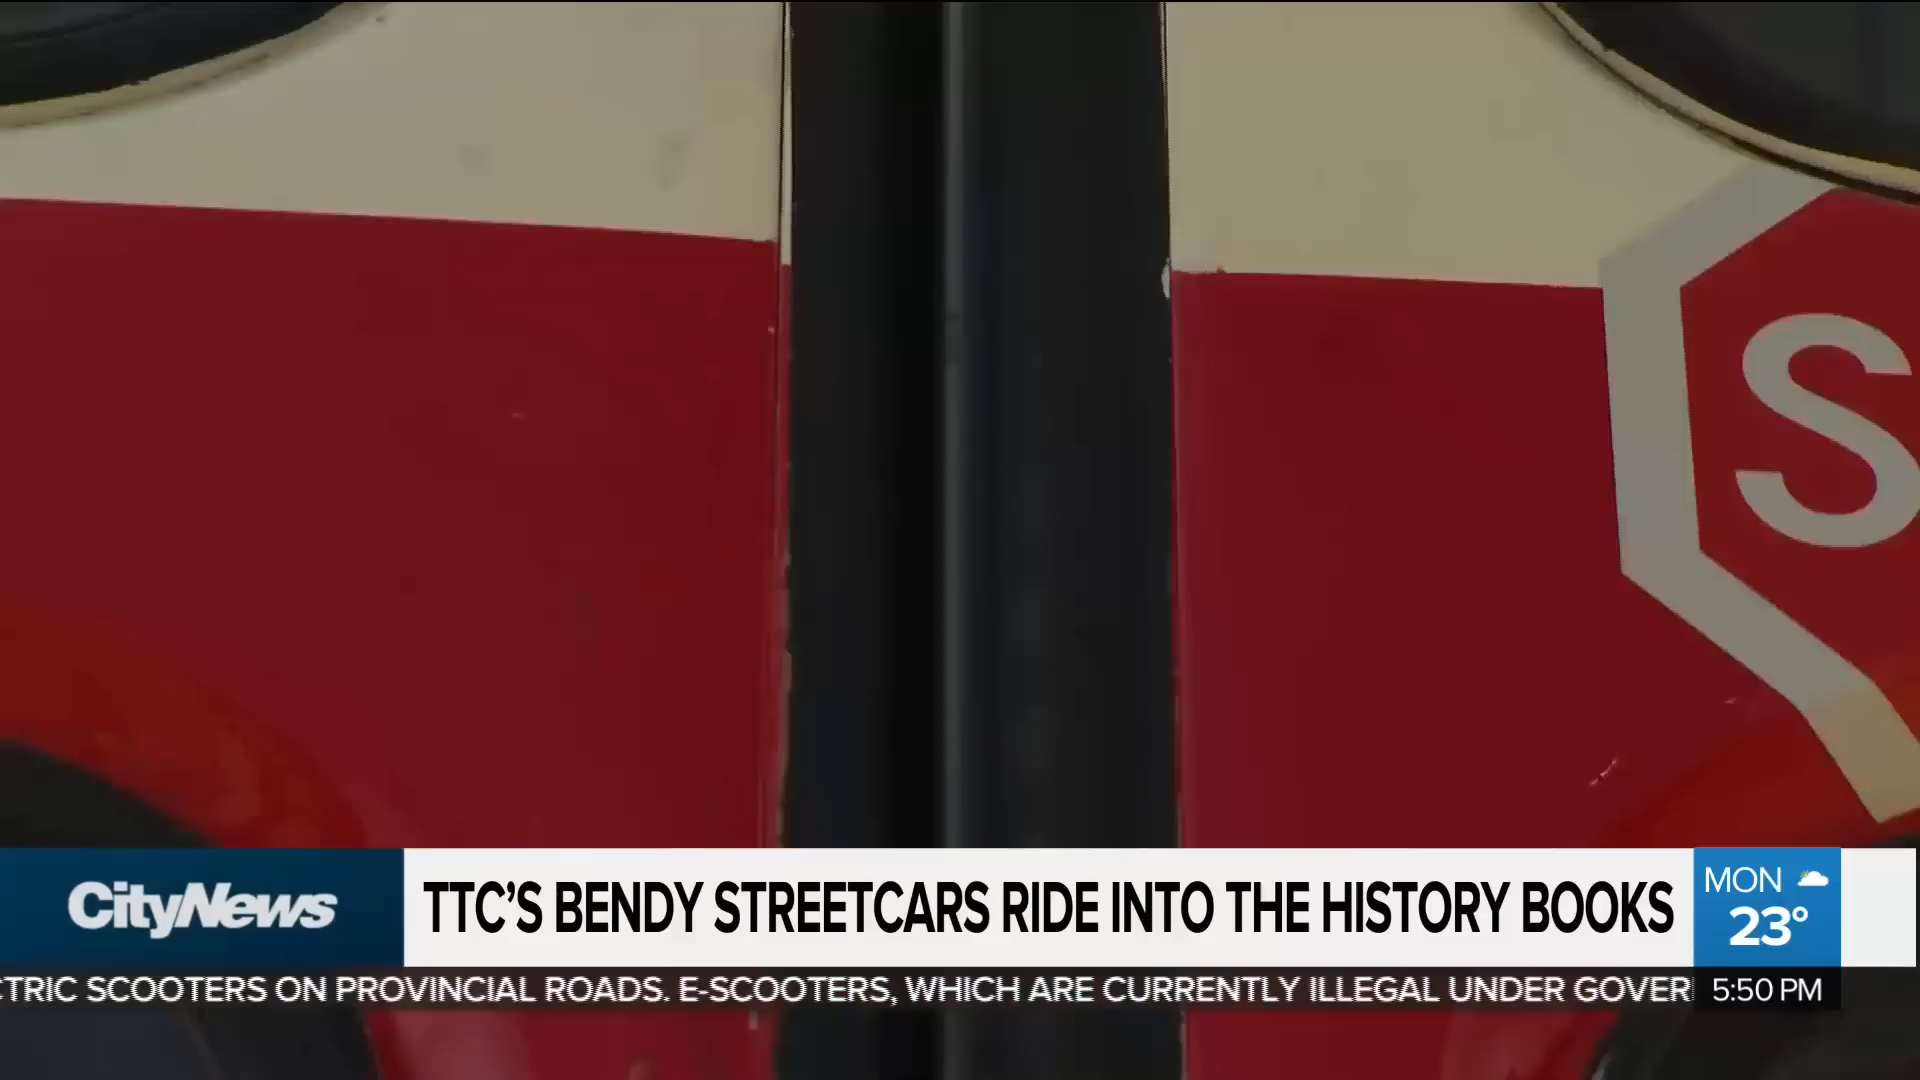 S
CityNews
TTC'S BENDY STREETCARS RIDE INTO THE HISTORY BOOKS
MON
23°
CTRIC SCOOTERS ON PROVINCIAL ROADS. E-SCOOTERS, WHICH ARE CURRENTLY ILLEGAL UNDER GOVER
5:50 PM